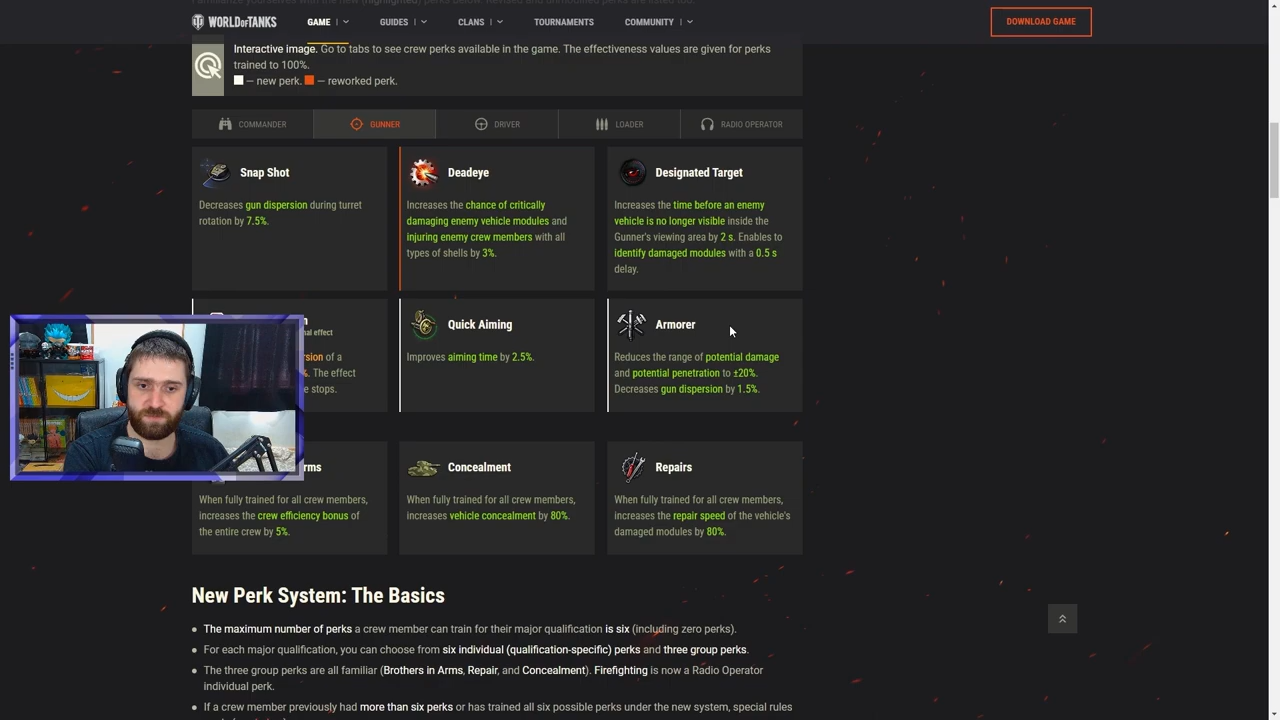 WORLD OF TANKS
GAME
GUIDES
CLANS
TOURNAMENTS
COMMUNITY
DOWNLOAD GAME
Interactive image. Go to tabs to see crew perks available in the game. The effectiveness values are given for perks
trained to 100%.
— new perk. — reworked perk.
COMMANDER
GUNNER
DRIVER
LOADER
RADIO OPERATOR
Snap Shot
Decreases gun dispersion during turret
rotation by 7.5%.
Deadeye
Increases the chance of critically
damaging enemy vehicle modules and
injuring enemy crew members with all
types of shells by 3%.
Designated Target
Increases the time before an enemy
vehicle is no longer visible inside the
Gunner's viewing area by 2 s. Enables to
identify damaged modules with a 0.5 s
delay.
effect
of a
The effect
stops.
Quick Aiming
Improves aiming time by 2.5%.
Armorer
Reduces the range of potential damage
and potential penetration to ±20%.
Decreases gun dispersion by 1.5%.
When fully trained for all crew members,
increases the crew efficiency bonus of
the entire crew by 5%.
Concealment
When fully trained for all crew members,
increases vehicle concealment by 80%.
Repairs
When fully trained for all crew members,
increases the repair speed of the vehicle's
damaged modules by 80%.
New Perk System: The Basics
The maximum number of perks a crew member can train for their major qualification is six (including zero perks).
For each major qualification, you can choose from six individual (qualification-specific) perks and three group perks.
The three group perks are all familiar (Brothers in Arms, Repair, and Concealment). Firefighting is now a Radio Operator
individual perk.
If a crew member previously had more than six perks or has trained all six possible perks under the new system, special rules